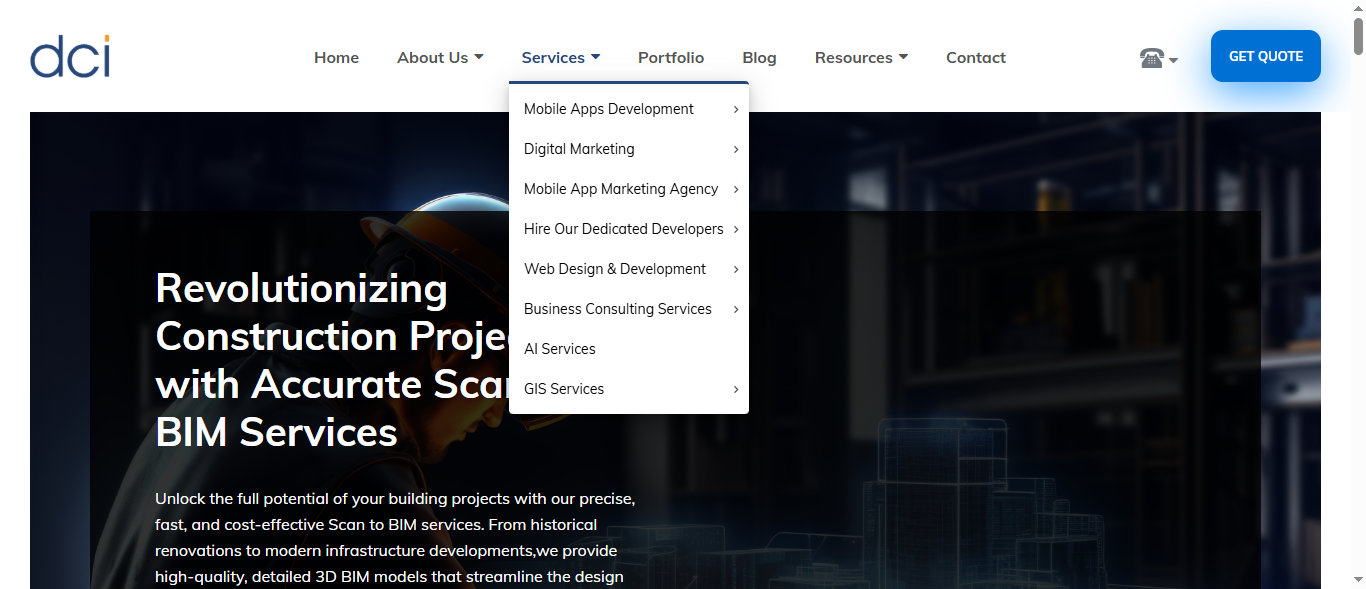 dci
Home
About Us
Services
Portfolio
Blog
Resources
Contact
GET QUOTE
Mobile Apps Development
Digital Marketing
Mobile App Marketing Agency
Hire Our Dedicated Developers
Web Design & Development
Business Consulting Services
AI Services
GIS Services
Revolutionizing
Construction
with Accurate
BIM Services
Unlock the full potential of your building projects with our precise,
fast, and cost-effective Scan to BIM services. From historical
renovations to modern infrastructure developments,we provide
high-quality, detailed 3D BIM models that streamline the design